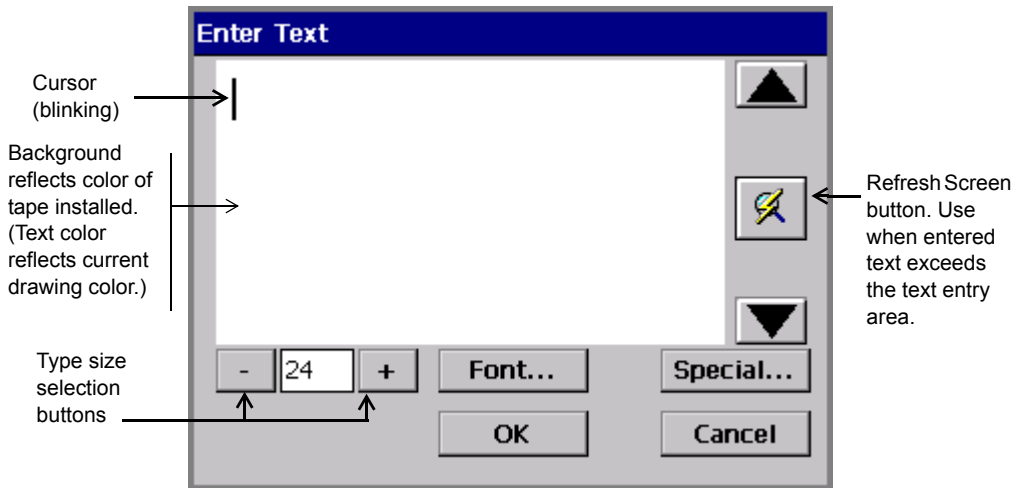 Enter Text
Cursor
(blinking)
Background
reflects color of
tape installed.
(Text color
reflects current
drawing color.)
Refresh Screen
button. Use
when entered
text exceeds
the text entry
area.
Type size
selection
buttons
- 24 + Font... Special...
OK Cancel